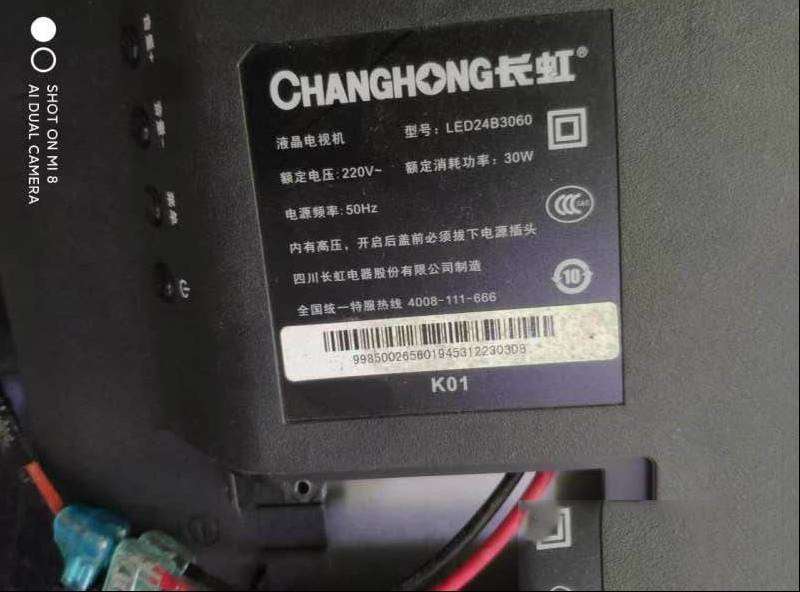 CHANGHONG长虹®
液晶电视机 型号：LED24B3060
额定电压：220V~ 额定消耗功率：30W
电源频率：50Hz
内有高压，开启后盖前必须拔下电源插头
四川长虹电器股份有限公司制造
全国统一特服热线 4008-111-666
10
K01
SHOT ON MI 8
AI DUAL CAMERA